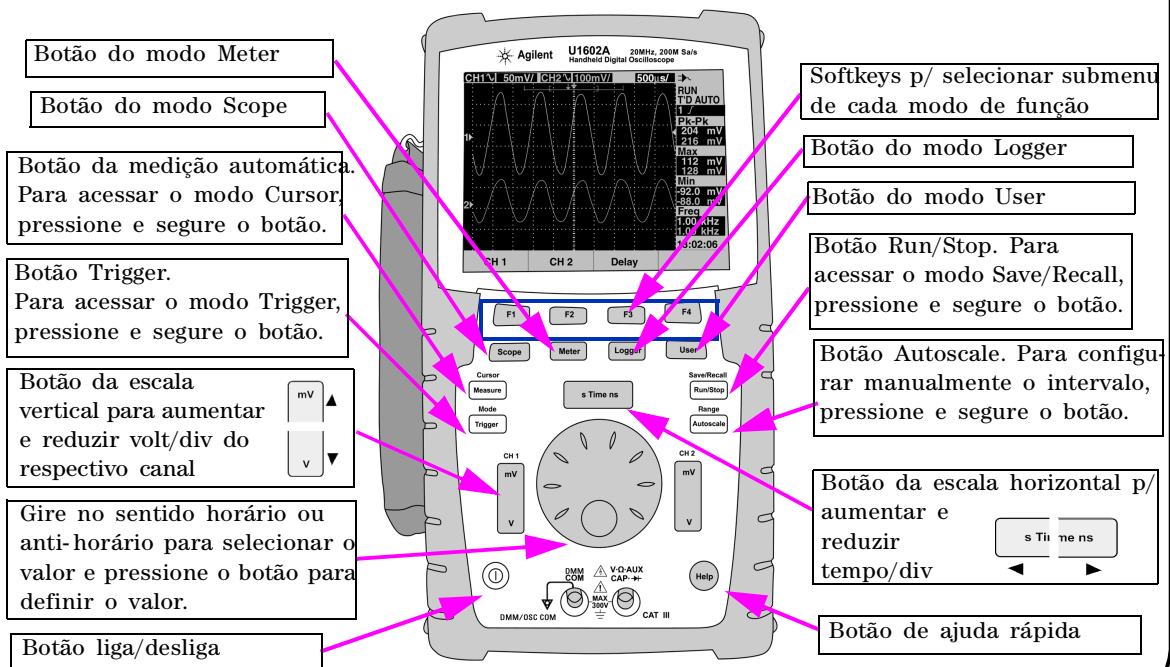 Botão do modo Meter
Botão do modo Scope
Botão da medição automática.
Para acessar o modo Cursor,
pressione e segure o botão.
Botão Trigger.
Para acessar o modo Trigger,
pressione e segure o botão.
Botão da escala
vertical para aumentar
e reduzir volt/div do
respectivo canal
mV
V
Gire no sentido horário ou
anti-horário para selecionar o
valor e pressione o botão para
definir o valor.
Botão liga/desliga
Agilent
U1602A 20MHz, 200M Sa/s
Handheld Digital Oscilloscope
CH1 50mV/ CH2 100mV/ 500µs/
RUN
T'D AUTO
1
Pk-Pk
204 mV
216 mV
Max
112 mV
128 mV
Min
-92.0 mV
-88.0 mV
Freq
1.00 kHz
1.00 kHz
13:02:06
1
2
CH 1 CH 2 Delay
F1 F2 F3 F4
Scope Meter Logger User
Cursor
Measure
Mode
Trigger
s Time ns
Save/Recall
Run/Stop
Range
Autoscale
CH 1
mV
V
CH 2
mV
V
DMM
COM
V·Ω·AUX
CAP·
MAX
300V
DMM/OSC COM
CAT III
Help
Softkeys p/ selecionar submenu
de cada modo de função
Botão do modo Logger
Botão do modo User
Botão Run/Stop. Para
acessar o modo Save/Recall,
pressione e segure o botão.
Botão Autoscale. Para configu-
rar manualmente o intervalo,
pressione e segure o botão.
Botão da escala horizontal p/
aumentar e
reduzir
tempo/div
s Time ns
Botão de ajuda rápida